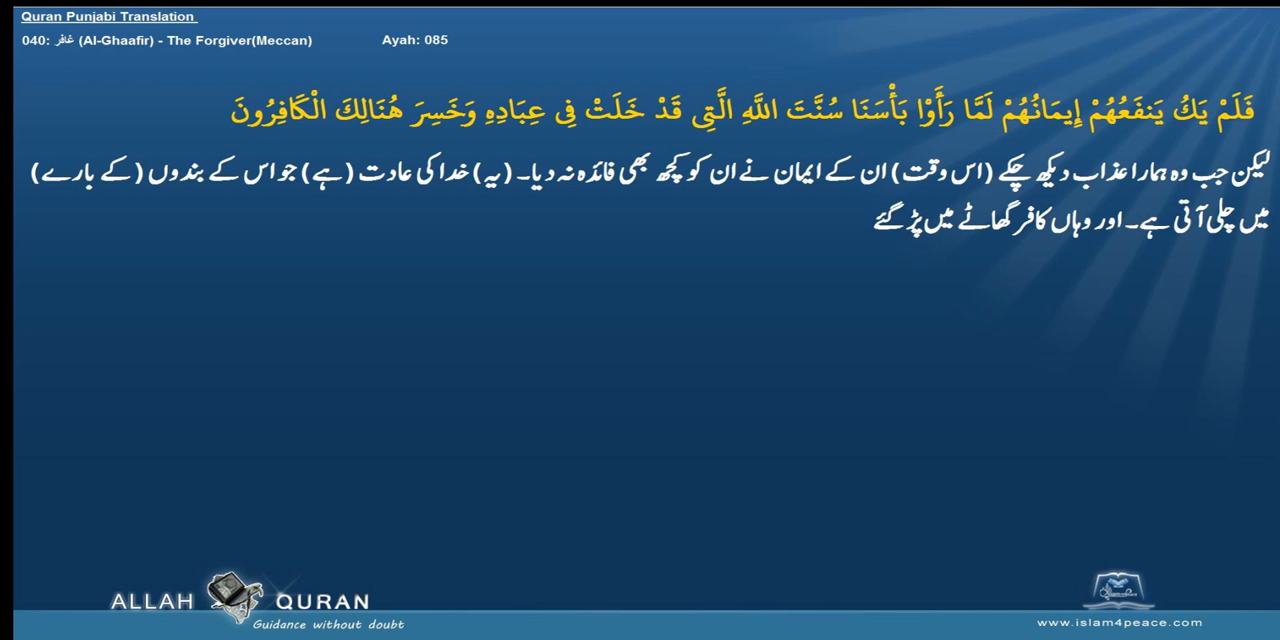 Quran Punjabi Translation
040: غافر (Al-Ghaafir) - The Forgiver(Meccan) Ayah: 085
فَلَمْ يَكُ يَنفَعُهُمْ إِيمَانُهُمْ لَمَّا رَأَوْا بَأْسَنَا سُنَّتَ اللَّهِ الَّتِي قَدْ خَلَتْ فِي عِبَادِهِ وَخَسِرَ هُنَالِكَ الْكَافِرُونَ
لیکن جب وہ ہمارا عذاب دیکھ چکے (اس وقت) ان کے ایمان نے ان کو کچھ بھی فائدہ نہ دیا۔ (یہ) خدا کی عادت (ہے) جو اس کے بندوں (کے بارے)
میں چلی آتی ہے۔ اور وہاں کافر گھاٹے میں پڑ گئے
ALLAH QURAN
Guidance without doubt
www.islam4peace.com